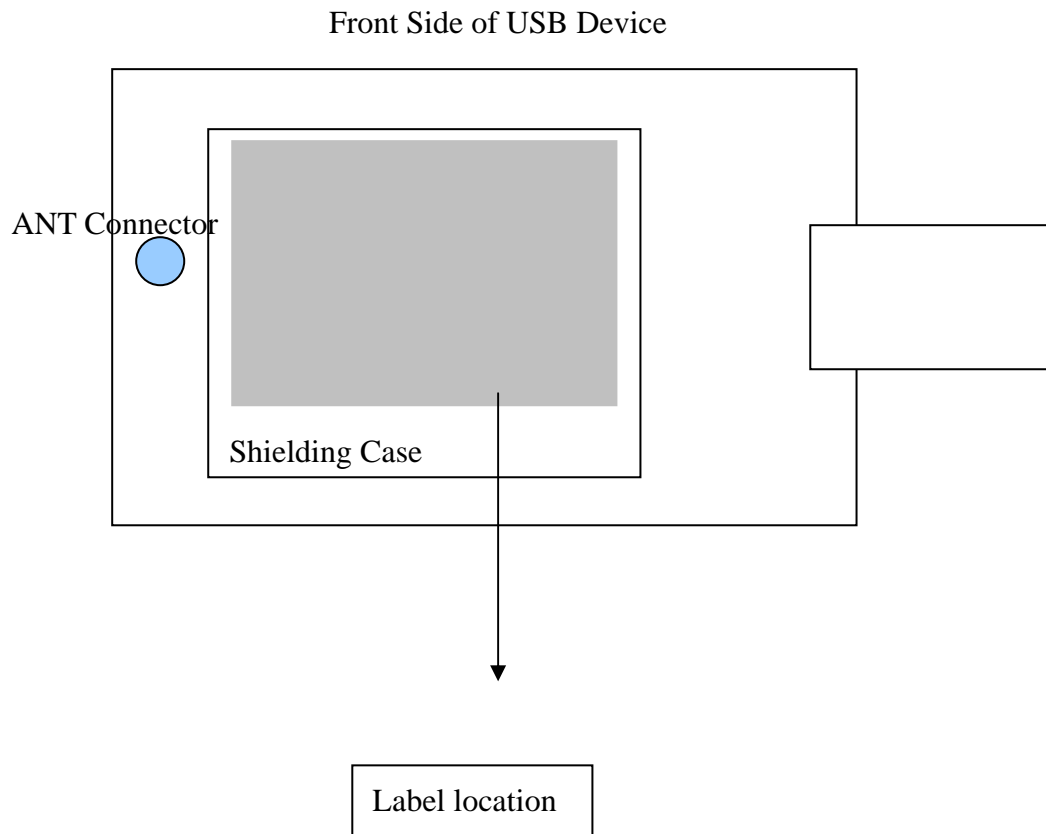 Front Side of USB Device
ANT Connector
Shielding Case
Label location